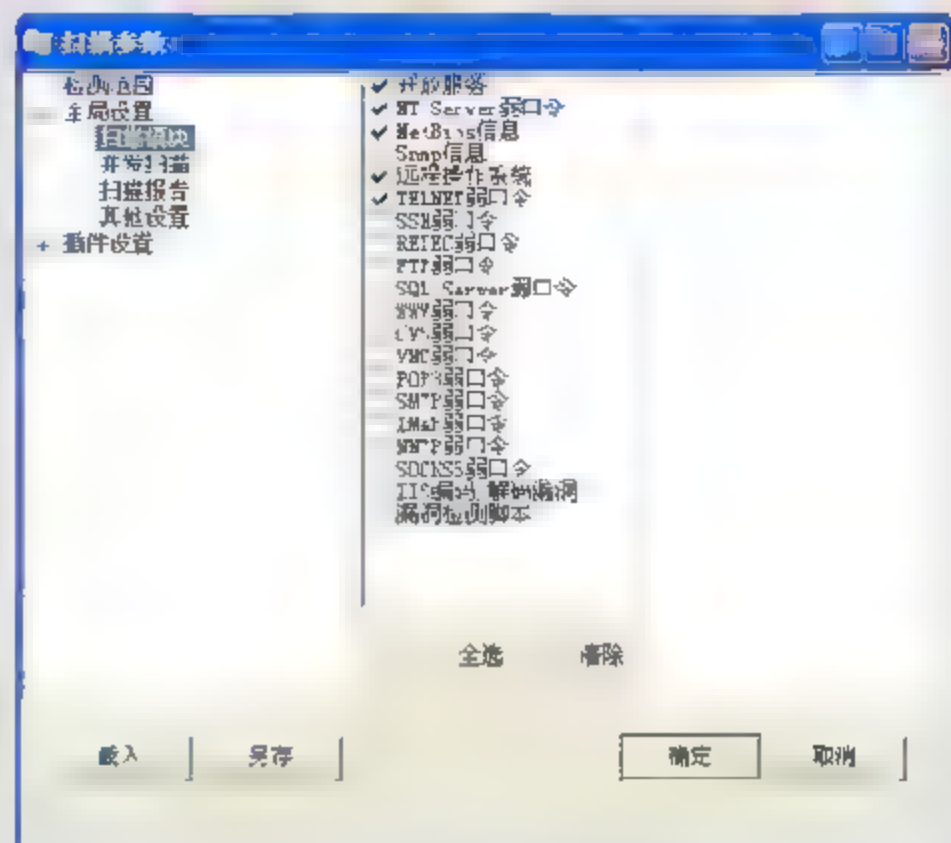 扫描参数
检测范围
全局设置
扫描模块
并发扫描
扫描报告
其他设置
插件设置
开放服务
NT Server弱口令
NetBios信息
Snmp信息
远程操作系统
TELNET弱口令
SSH弱口令
REXEC弱口令
FTP弱口令
SQL Server弱口令
WWW弱口令
CVS弱口令
VNC弱口令
POP3弱口令
SMTP弱口令
IMAP弱口令
NNTP弱口令
SOCKS5弱口令
IIS编码/解码漏洞
漏洞检测脚本
全选 清除
载入 另存 确定 取消